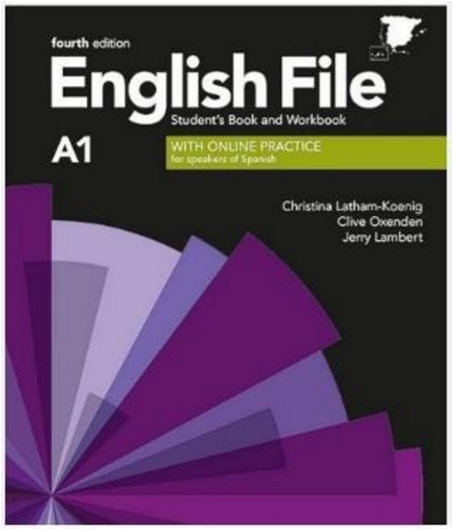 fourth edition
English File
Student's Book and Workbook
A1
WITH ONLINE PRACTICE
for speakers of Spanish
Christina Latham-Koenig
Clive Oxenden
Jerry Lambert